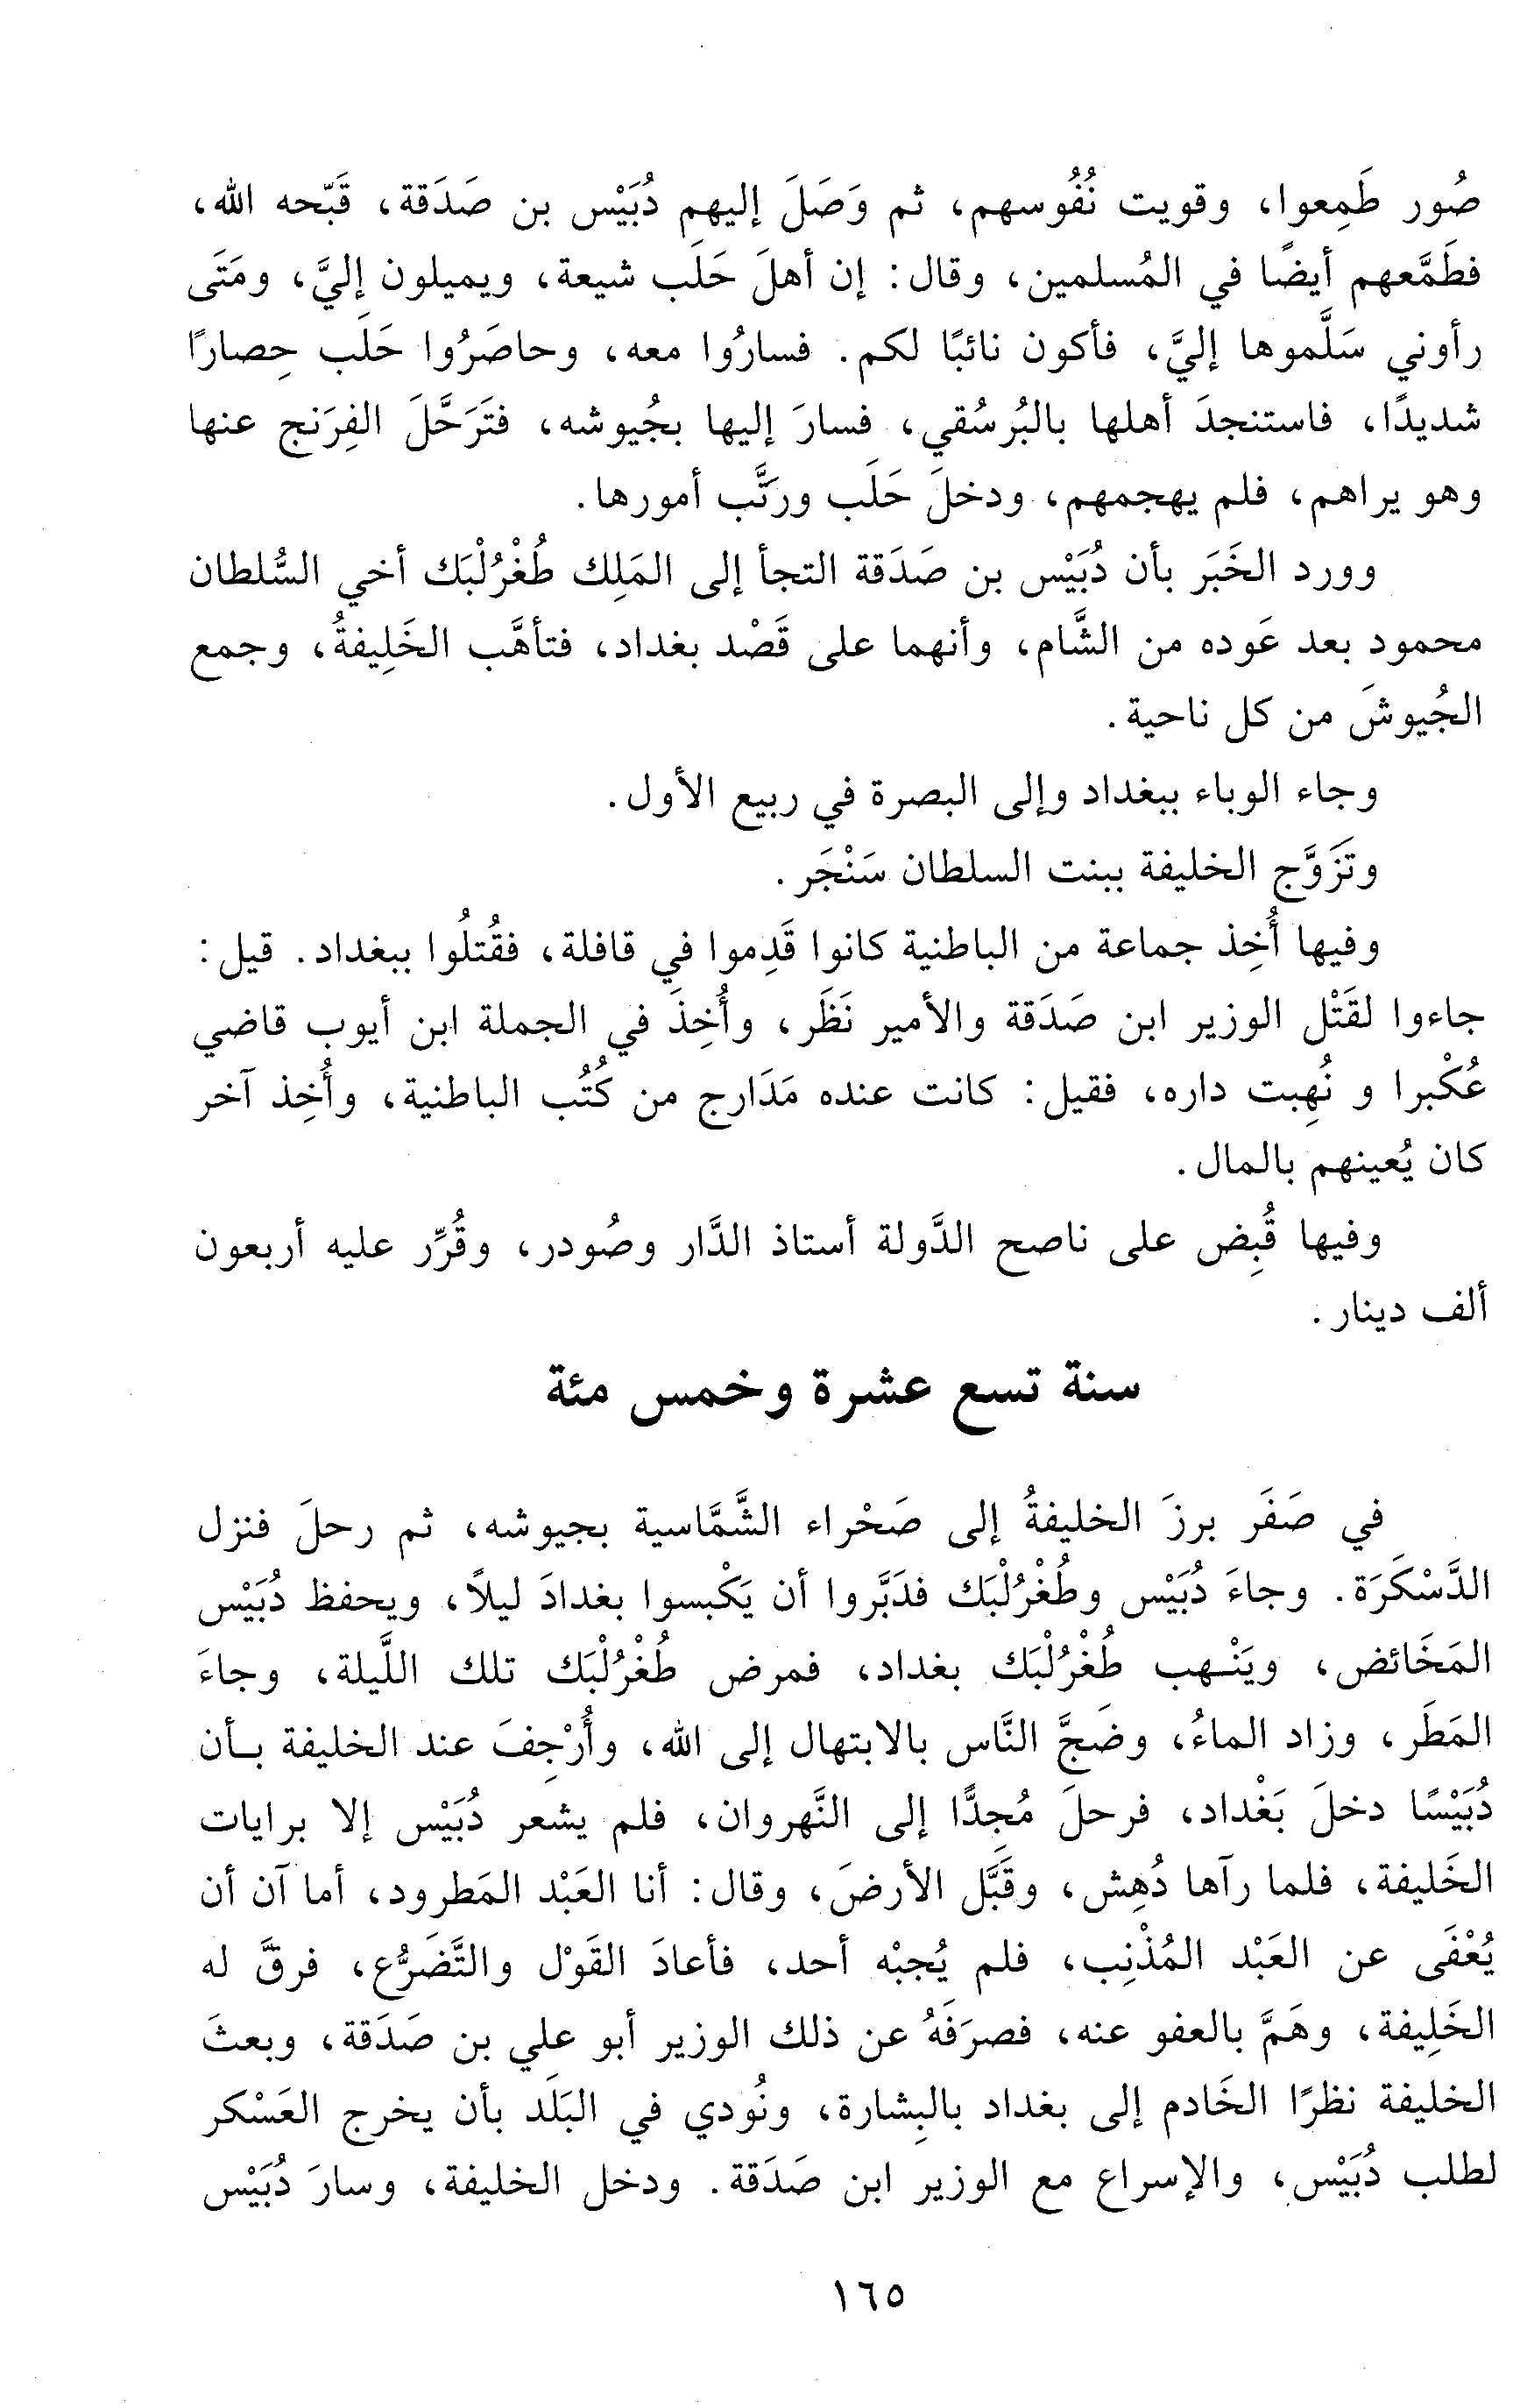 صُور طَمِعوا، وقويت نُفُوسهم، ثم وَصَلَ إليهم دُبَيْس بن صَدَقة، قَبّحه الله،
فطَمَّعهم أيضًا في المُسلمين، وقال: إن أهلَ حَلَب شيعة، ويميلون إليَّ، ومَتَى
رأوني سَلَّموها إليَّ، فأكون نائبًا لكم. فسارُوا معه، وحاصَرُوا حَلَب حِصارًا
شديدًا، فاستنجدَ أهلها بالبُرسُقي، فسارَ إليها بجُيوشه، فتَرَحَّلَ الفِرَنج عنها
وهو يراهم، فلم يهجمهم، ودخلَ حَلَب ورتَّب أمورها.
وورد الخَبَر بأن دُبَيْس بن صَدَقة التجأ إلى المَلِك طُغْرُلْبَك أخي السُّلطان
محمود بعد عَوده من الشَّام، وأنهما على قَصْد بغداد، فتأهَّب الخَلِيفةُ، وجمع
الجُيوشَ من كل ناحية.
وجاء الوباء ببغداد وإلى البصرة في ربيع الأول.
وتَزَوَّج الخليفة ببنت السلطان سَنْجَر.
وفيها أُخِذ جماعة من الباطنية كانوا قَدِموا في قافلة، فقُتلُوا ببغداد. قيل:
جاءوا لقَتْل الوزير ابن صَدَقة والأمير نَظَر، وأُخِذَ في الجملة ابن أيوب قاضي
عُكْبرا و نُهِبت داره، فقيل: كانت عنده مَدَارج من كُتُب الباطنية، وأُخِذ آخر
كان يُعينهم بالمال.
وفيها قُبِض على ناصح الدَّولة أستاذ الدَّار وصُودر، وقُرِّر عليه أربعون
ألف دينار.
سنة تسع عشرة وخمس مئة
في صَفَر برزَ الخليفةُ إلى صَحْراء الشَّمَّاسية بجيوشه، ثم رحلَ فنزل
الدَّسْكَرَة. وجاءَ دُبَيْس وطُغْرُلْبَك فدَبَّروا أن يَكْبسوا بغدادَ ليلاً، ويحفظ دُبَيْس
المَخَائض، ويَنْهب طُغْرُلْبَك بغداد، فمرض طُغْرُلْبَك تلك اللَّيلة، وجاءَ
المَطَر، وزاد الماءُ، وضَجَّ النَّاس بالابتهال إلى الله، وأُرْجِفَ عند الخليفة بأن
دُبَيْسًا دخلَ بَغْداد، فرحلَ مُجِدًّا إلى النَّهروان، فلم يشعر دُبَيْس إلا برايات
الخَليفة، فلما رآها دُهِش، وقَبَّل الأرضَ، وقال: أنا العَبْد المَطرود، أما آن أن
يُعْفَى عن العَبْد المُذْنِب، فلم يُجبْه أحد، فأعادَ القَوْل والتَّضَرُّع، فرقَّ له
الخَلِيفة، وهَمَّ بالعفو عنه، فصرَفَهُ عن ذلك الوزير أبو علي بن صَدَقة، وبعثَ
الخليفة نظرًا الخَادم إلى بغداد بالبِشارة، ونُودي في البَلَد بأن يخرج العَسْكر
لطلب دُبَيْس، والإسراع مع الوزير ابن صَدَقة. ودخل الخليفة، وسارَ دُبَيْس
١٦٥